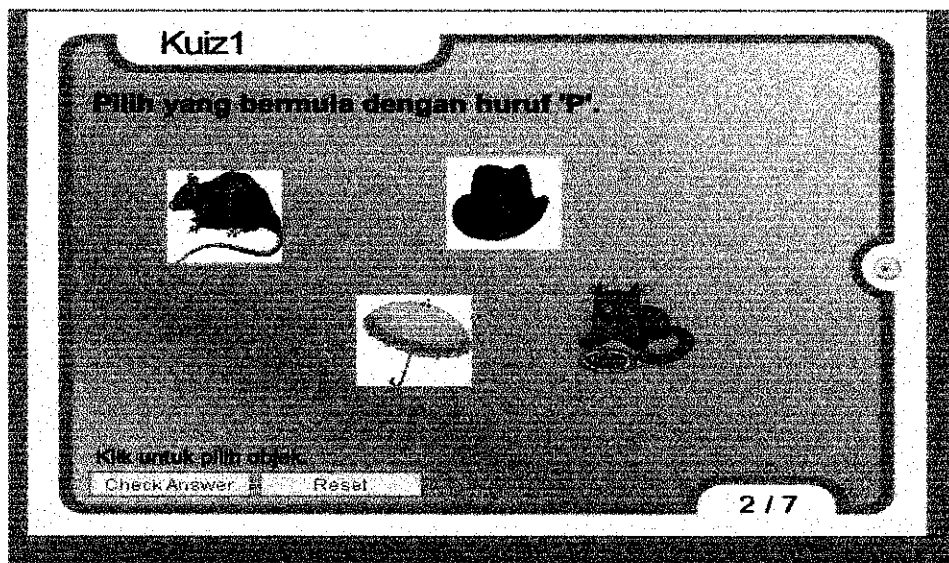 Kuiz1
Pilih yang bermula dengan huruf 'P'.
Klik untuk pilih objek.
Check Answer
Reset
2 / 7